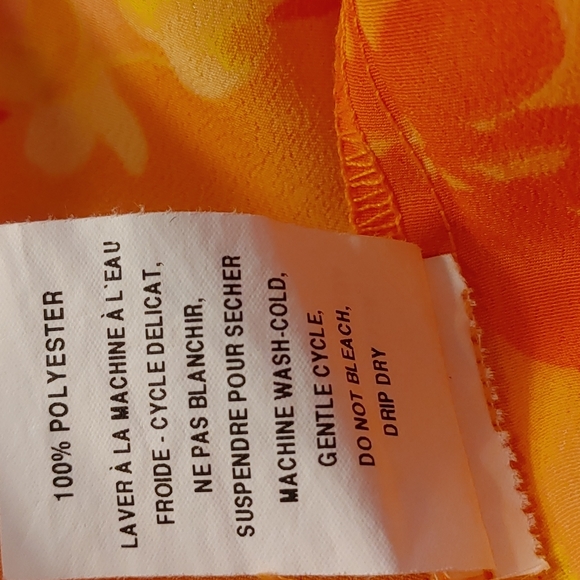 100% POLYESTER
LAVER À LA MACHINE À L'EAU
FROIDE - CYCLE DELICAT,
NE PAS BLANCHIR,
SUSPENDRE POUR SECHER
MACHINE WASH-COLD,
GENTLE CYCLE,
DO NOT BLEACH,
DRIP DRY